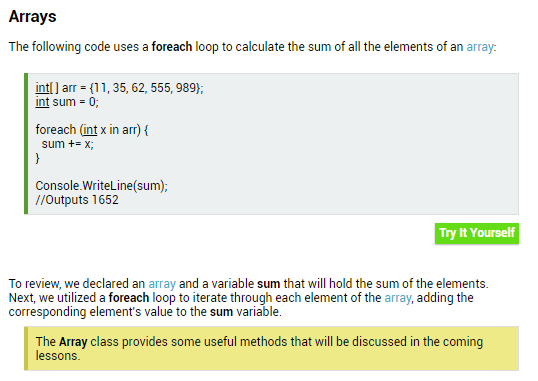 Arrays
The following code uses a foreach loop to calculate the sum of all the elements of an array:
int[] arr = {11, 35, 62, 555, 989};
int sum = 0;
foreach (int x in arr) {
sum += x;
}
Console.WriteLine(sum);
//Outputs 1652
Try It Yourself
To review, we declared an array and a variable sum that will hold the sum of the elements.
Next, we utilized a foreach loop to iterate through each element of the array, adding the
corresponding element's value to the sum variable.
The Array class provides some useful methods that will be discussed in the coming
lessons.